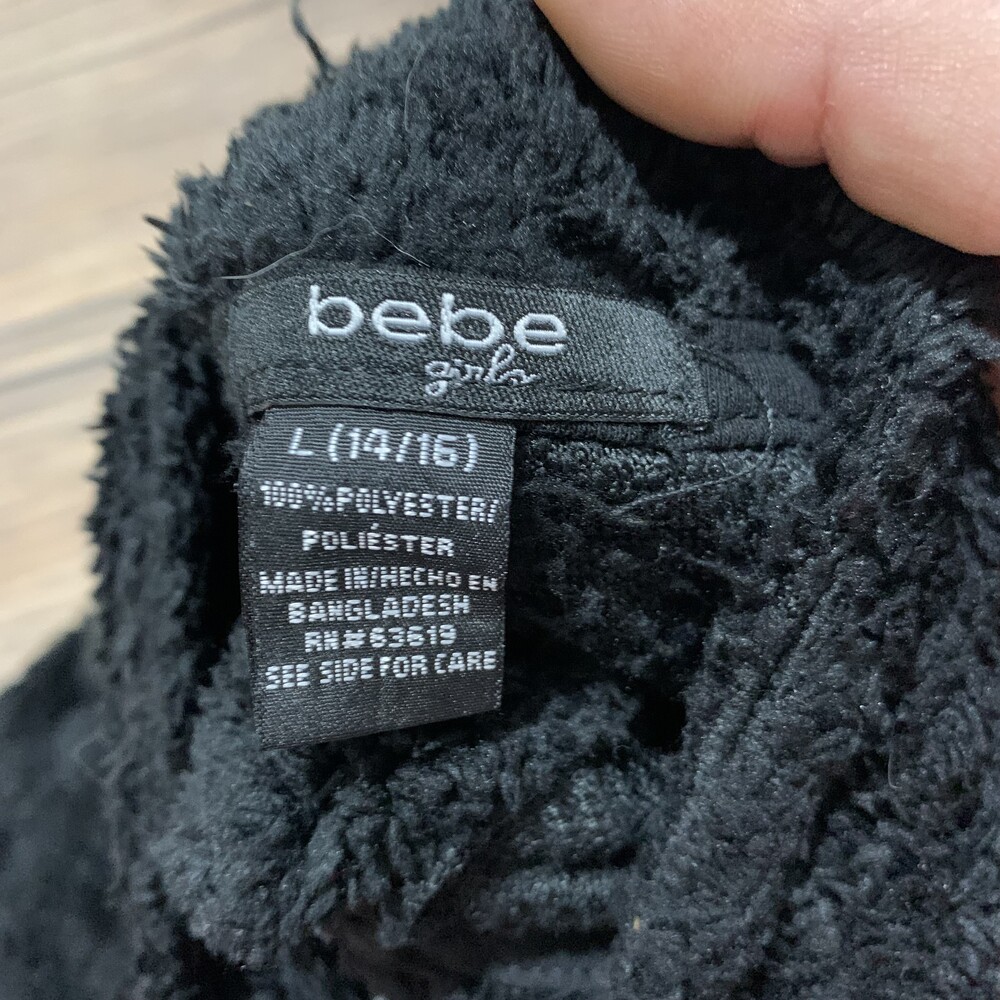 bebe
girls
L (14/16)
100% POLYESTER/
POLIÉSTER
MADE IN/HECHO EN
BANGLADESH
RN# 63619
SEE SIDE FOR CARE